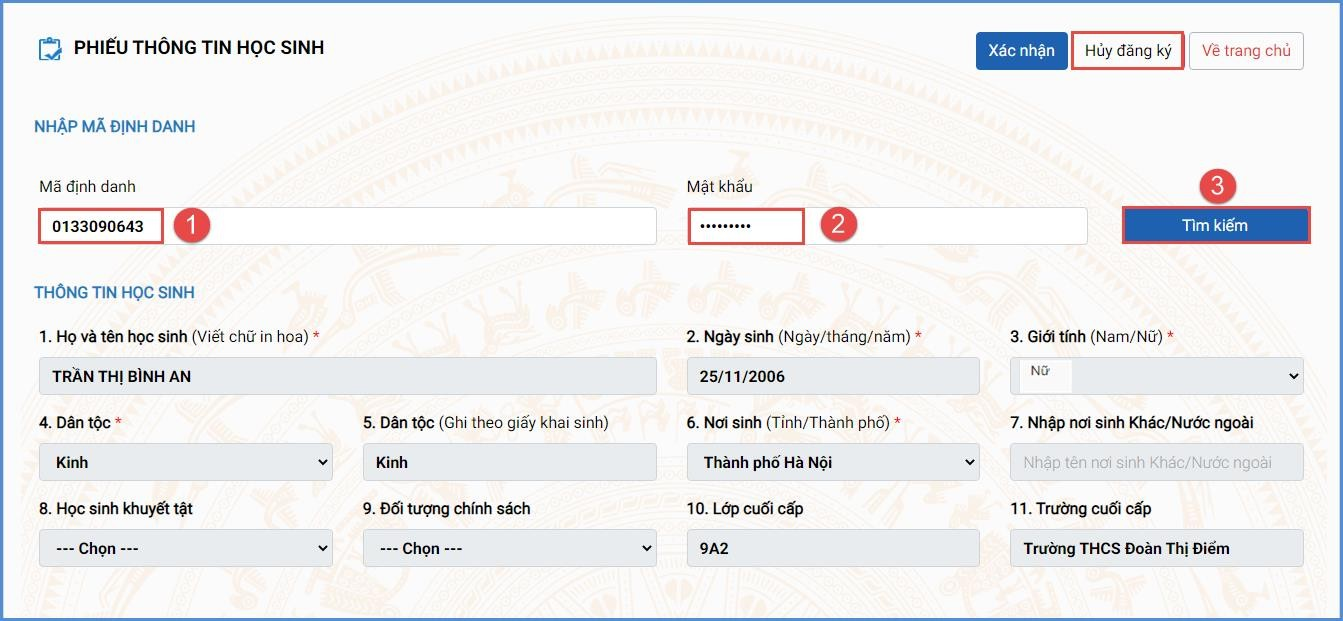 PHIẾU THÔNG TIN HỌC SINH
Xác nhận
Hủy đăng ký
Về trang chủ
NHẬP MÃ ĐỊNH DANH
Mã định danh
Mật khẩu
3
0133090643
1
•••••••••
2
Tìm kiếm
THÔNG TIN HỌC SINH
1. Họ và tên học sinh (Viết chữ in hoa) *
2. Ngày sinh (Ngày/tháng/năm) *
3. Giới tính (Nam/Nữ) *
TRẦN THỊ BÌNH AN
25/11/2006
Nữ
4. Dân tộc *
5. Dân tộc (Ghi theo giấy khai sinh)
6. Nơi sinh (Tỉnh/Thành phố) *
7. Nhập nơi sinh Khác/Nước ngoài
Kinh
Kinh
Thành phố Hà Nội
Nhập tên nơi sinh Khác/Nước ngoài
8. Học sinh khuyết tật
9. Đối tượng chính sách
10. Lớp cuối cấp
11. Trường cuối cấp
--- Chọn ---
--- Chọn ---
9A2
Trường THCS Đoàn Thị Điểm